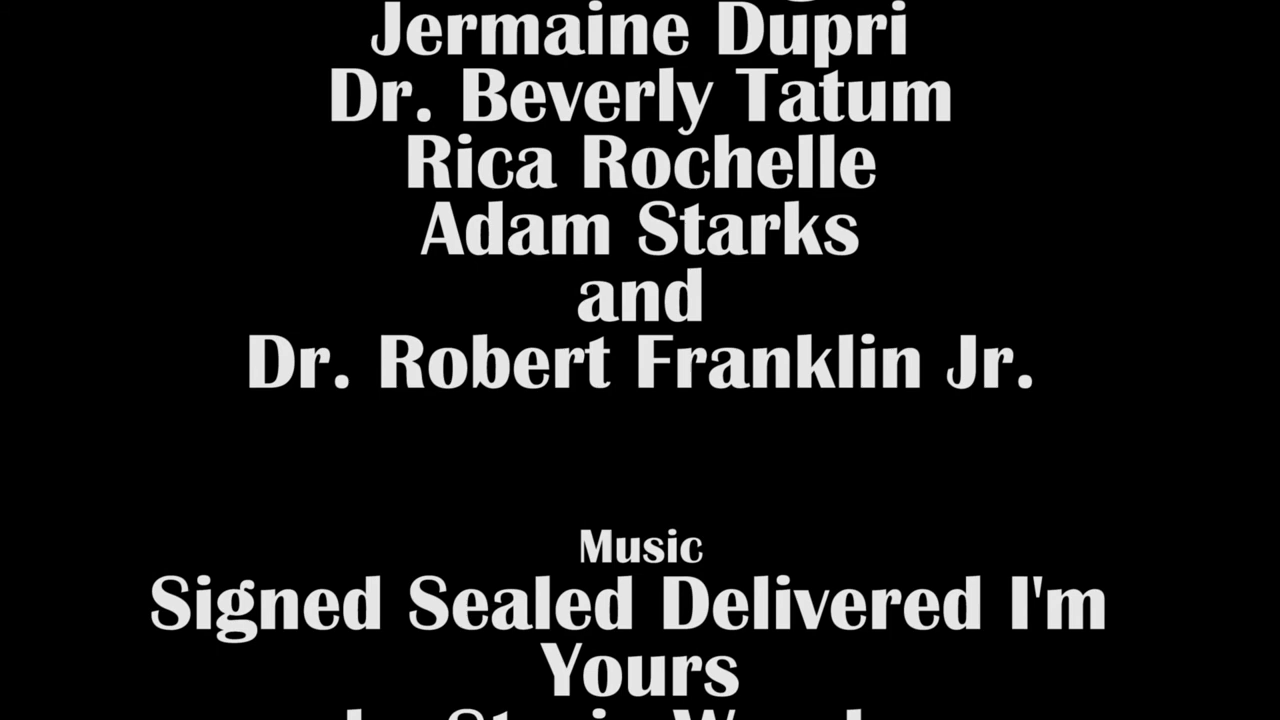 Jermaine Dupri
Dr. Beverly Tatum
Rica Rochelle
Adam Starks
and
Dr. Robert Franklin Jr.
Music
Signed Sealed Delivered I'm
Yours